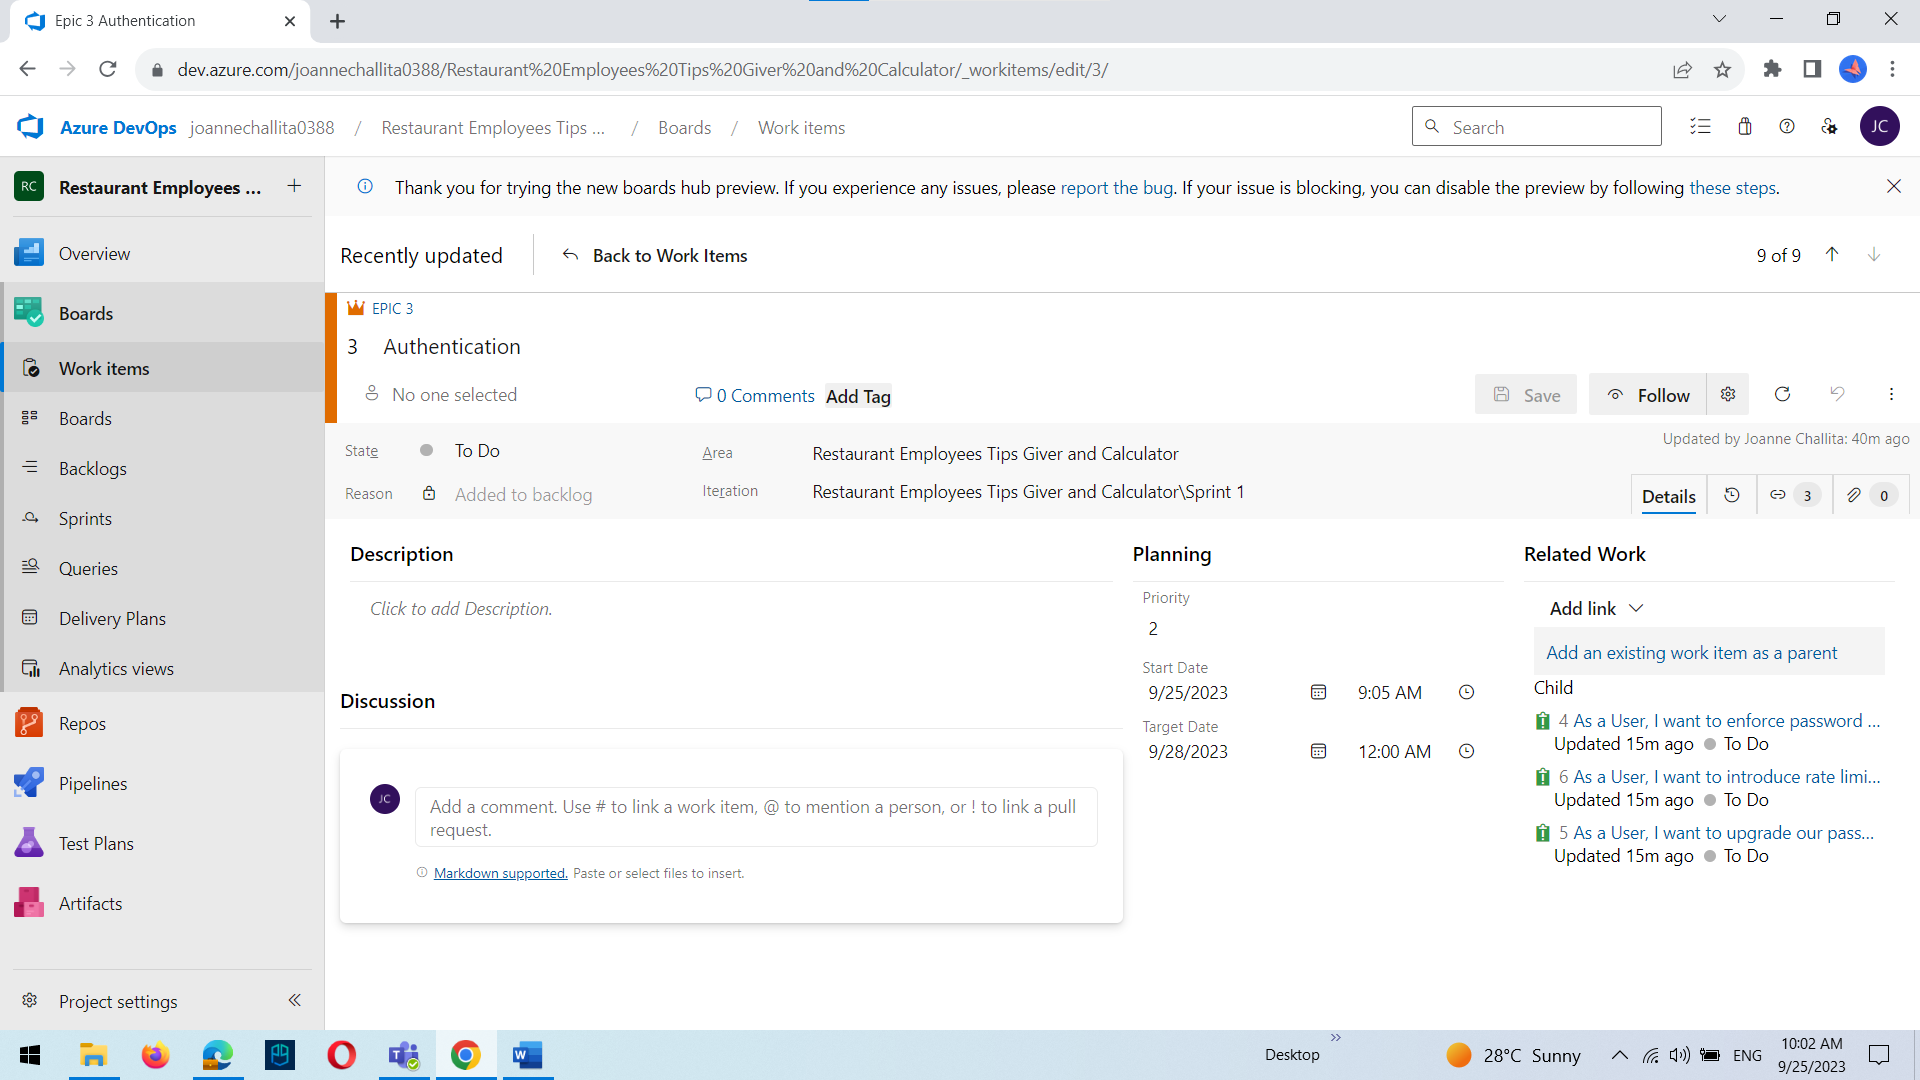 Epic 3 Authentication
dev.azure.com/joannechallita0388/Restaurant%20Employees%20Tips%20Giver%20and%20Calculator/_workitems/edit/3/
Azure DevOps joannechallita0388 / Restaurant Employees Tips ... / Boards / Work items
Search
JC
RC Restaurant Employees ...
Thank you for trying the new boards hub preview. If you experience any issues, please report the bug. If your issue is blocking, you can disable the preview by following these steps.
Overview
Boards
Work items
Boards
Backlogs
Sprints
Queries
Delivery Plans
Analytics views
Repos
Pipelines
Test Plans
Artifacts
Project settings
Recently updated
Back to Work Items
9 of 9
EPIC 3
3 Authentication
No one selected
0 Comments
Add Tag
Save
Follow
State To Do
Reason Added to backlog
Area Restaurant Employees Tips Giver and Calculator
Iteration Restaurant Employees Tips Giver and Calculator\Sprint 1
Updated by Joanne Challita: 40m ago
Details
3
0
Description
Click to add Description.
Discussion
JC
Add a comment. Use # to link a work item, @ to mention a person, or ! to link a pull
request.
Markdown supported. Paste or select files to insert.
Planning
Priority
2
Start Date
9/25/2023 9:05 AM
Target Date
9/28/2023 12:00 AM
Related Work
Add link
Add an existing work item as a parent
Child
4 As a User, I want to enforce password ...
Updated 15m ago To Do
6 As a User, I want to introduce rate limi...
Updated 15m ago To Do
5 As a User, I want to upgrade our pass...
Updated 15m ago To Do
Desktop
28°C Sunny
ENG
10:02 AM
9/25/2023